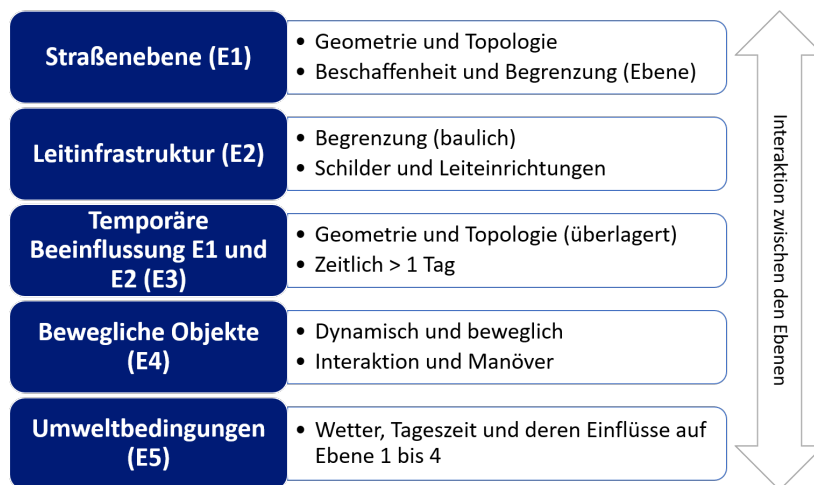 Straßenebene (E1)
• Geometrie und Topologie
• Beschaffenheit und Begrenzung (Ebene)
Leitinfrastruktur (E2)
• Begrenzung (baulich)
• Schilder und Leiteinrichtungen
Temporäre
Beeinflussung E1 und
E2 (E3)
• Geometrie und Topologie (überlagert)
• Zeitlich > 1 Tag
Bewegliche Objekte
(E4)
• Dynamisch und beweglich
• Interaktion und Manöver
Umweltbedingungen
(E5)
• Wetter, Tageszeit und deren Einflüsse auf
Ebene 1 bis 4
Interaktion zwischen den Ebenen